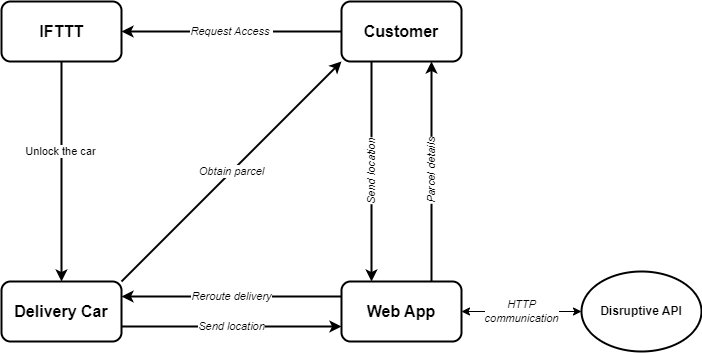 IFTTT
Request Access
Customer
Unlock the car
Obtain parcel
Send location
Parcel details
Delivery Car
Reroute delivery
Send location
Web App
HTTP
communication
Disruptive API